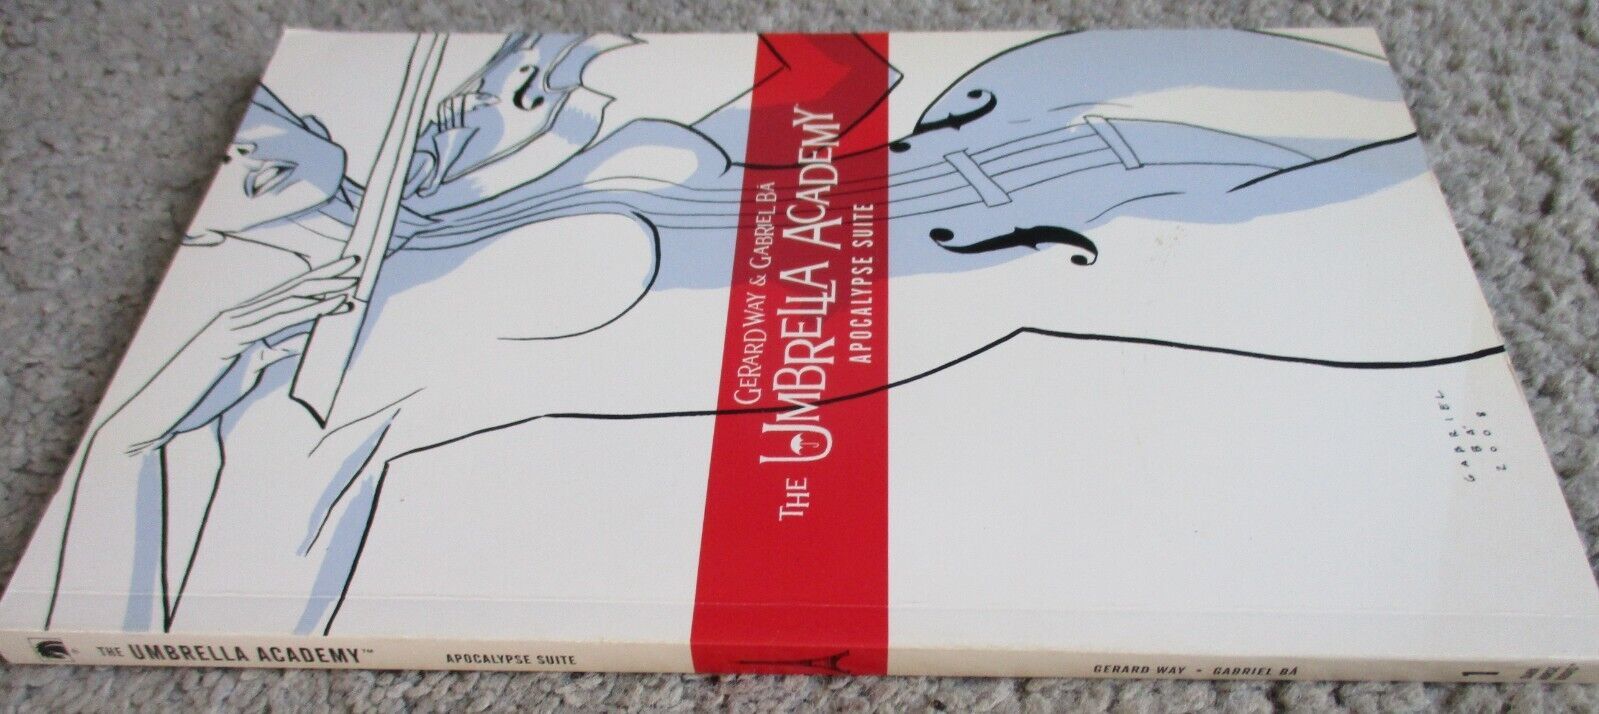 GERARD WAY & GABRIEL BÁ
THE UMBRELLA ACADEMY
APOCALYPSE SUITE
GABRIEL
BÁ
2008
THE UMBRELLA ACADEMY™
APOCALYPSE SUITE
GERARD WAY • GABRIEL BÁ
1